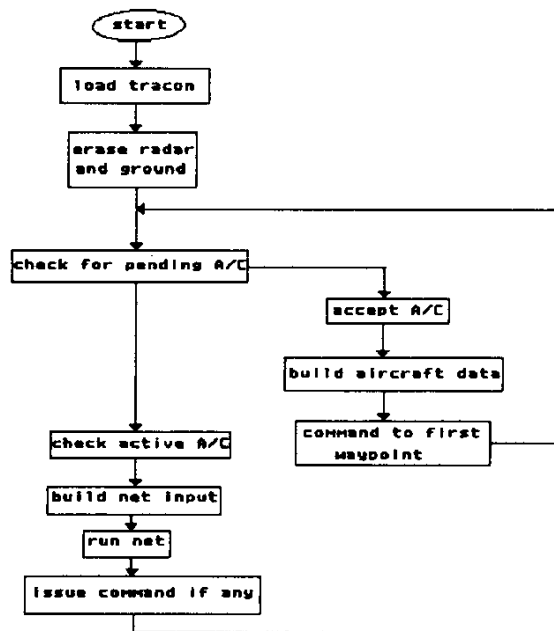 start
load tracon
erase radar
and ground
check for pending A/C
accept A/C
build aircraft data
command to first
waypoint
check active A/C
build net input
run net
issue command if any